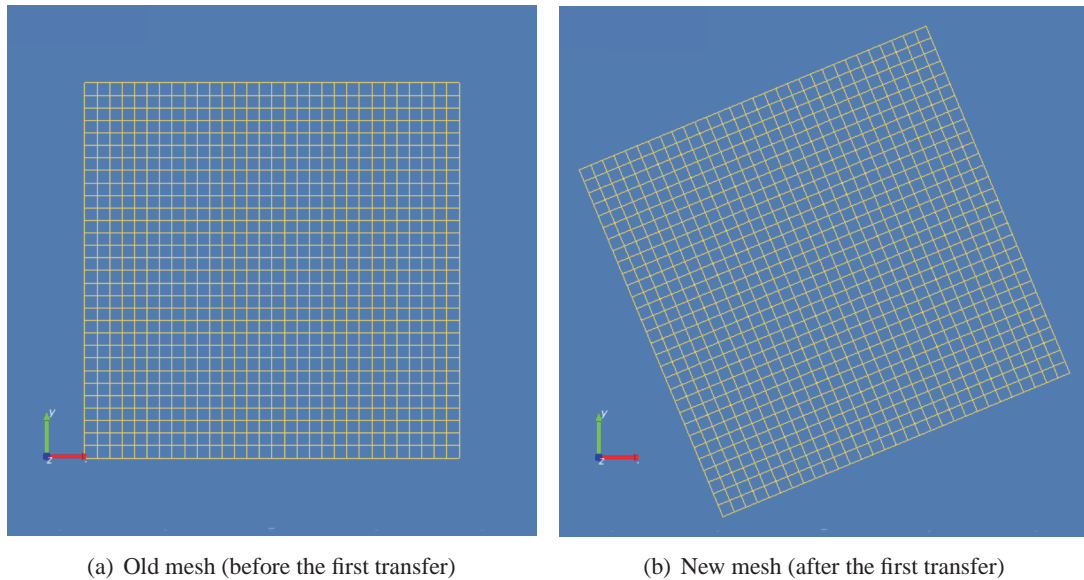 y
z
y
z
(a) Old mesh (before the first transfer)
(b) New mesh (after the first transfer)